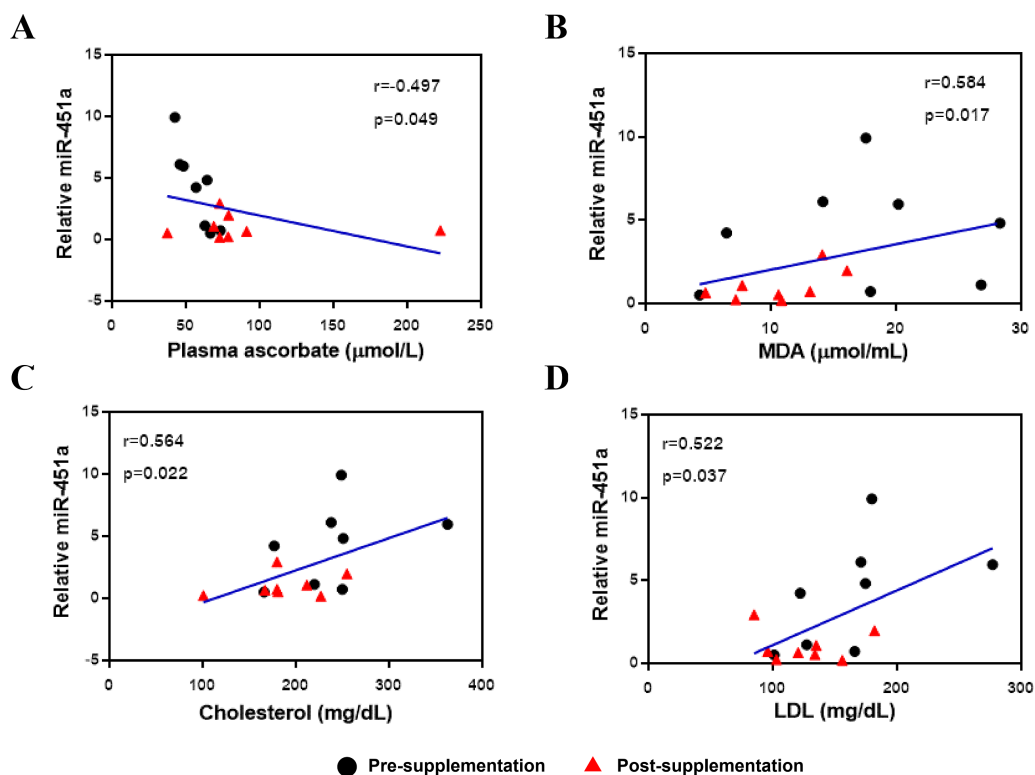 A
Relative miR-451a
15
10
5
0
-5
r=-0.497
p=0.049
0 50 100 150 200 250
Plasma ascorbate (μmol/L)
B
Relative miR-451a
15
10
5
0
r=0.584
p=0.017
0 10 20 30
MDA (μmol/mL)
C
Relative miR-451a
15
10
5
0
-5
r=0.564
p=0.022
0 100 200 300 400
Cholesterol (mg/dL)
D
Relative miR-451a
15
10
5
0
r=0.522
p=0.037
0 100 200 300
LDL (mg/dL)
Pre-supplementation Post-supplementation